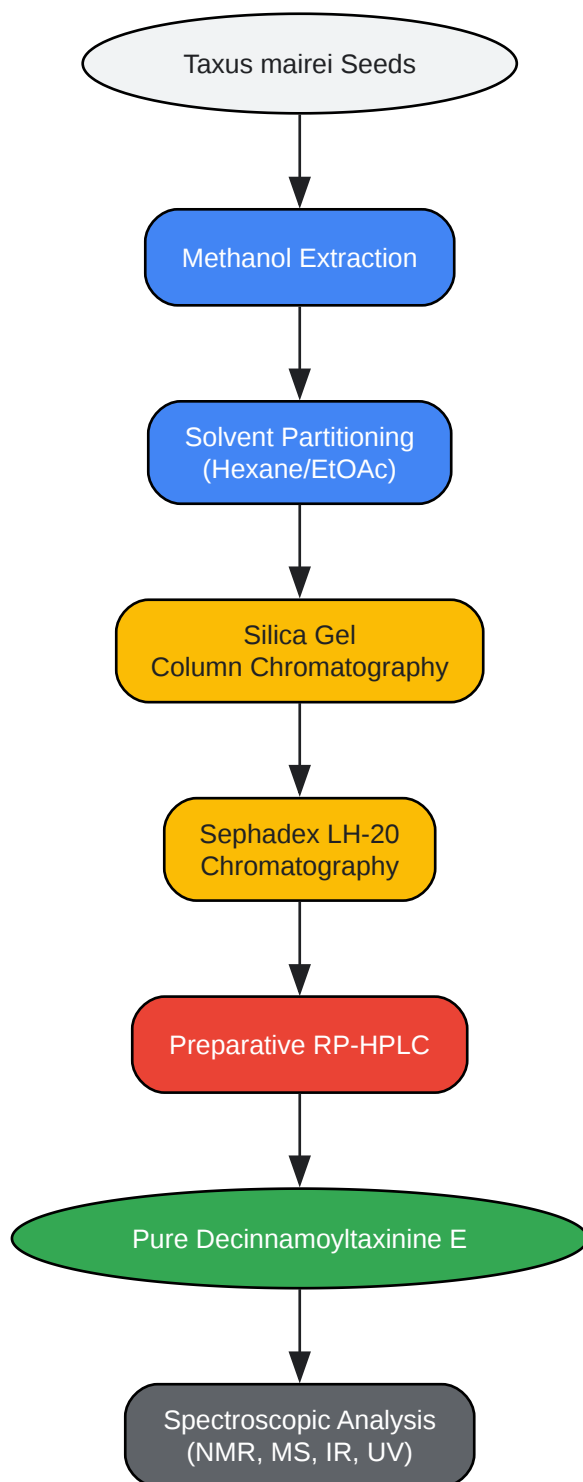 Taxus mairei Seeds
Methanol Extraction
Solvent Partitioning
(Hexane/EtOAc)
Silica Gel
Column Chromatography
Sephadex LH-20
Chromatography
Preparative RP-HPLC
Pure Decinnamoyltaxinine E
Spectroscopic Analysis
(NMR, MS, IR, UV)